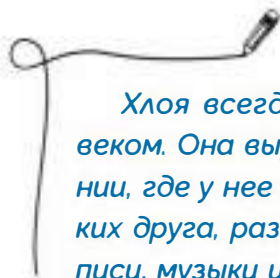 Хлоя всегд
веком. Она вы
нии, где у нее
ких друга, раз
писи, музыки и